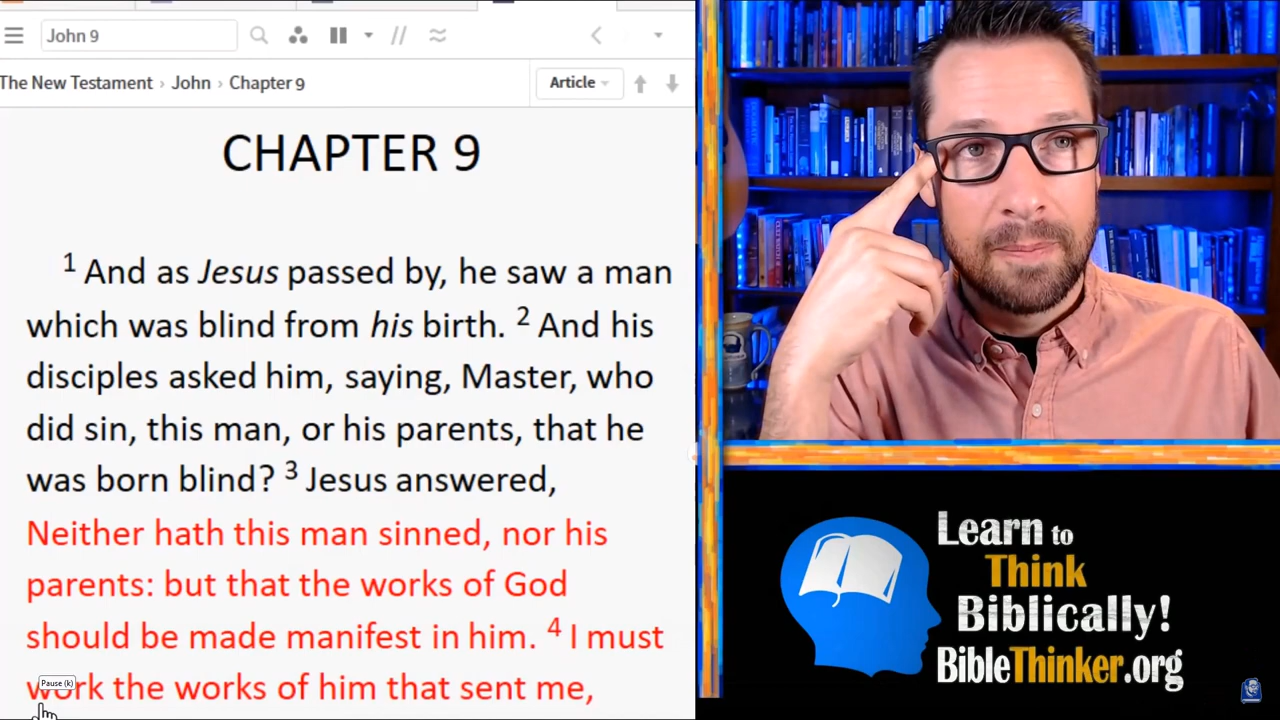 John 9
The New Testament › John › Chapter 9
Article
CHAPTER 9
1 And as Jesus passed by, he saw a man
which was blind from his birth. 2 And his
disciples asked him, saying, Master, who
did sin, this man, or his parents, that he
was born blind? 3 Jesus answered,
Neither hath this man sinned, nor his
parents: but that the works of God
should be made manifest in him. 4 I must
work the works of him that sent me,
Pause (k)
Learn to
Think
Biblically!
BibleThinker.org